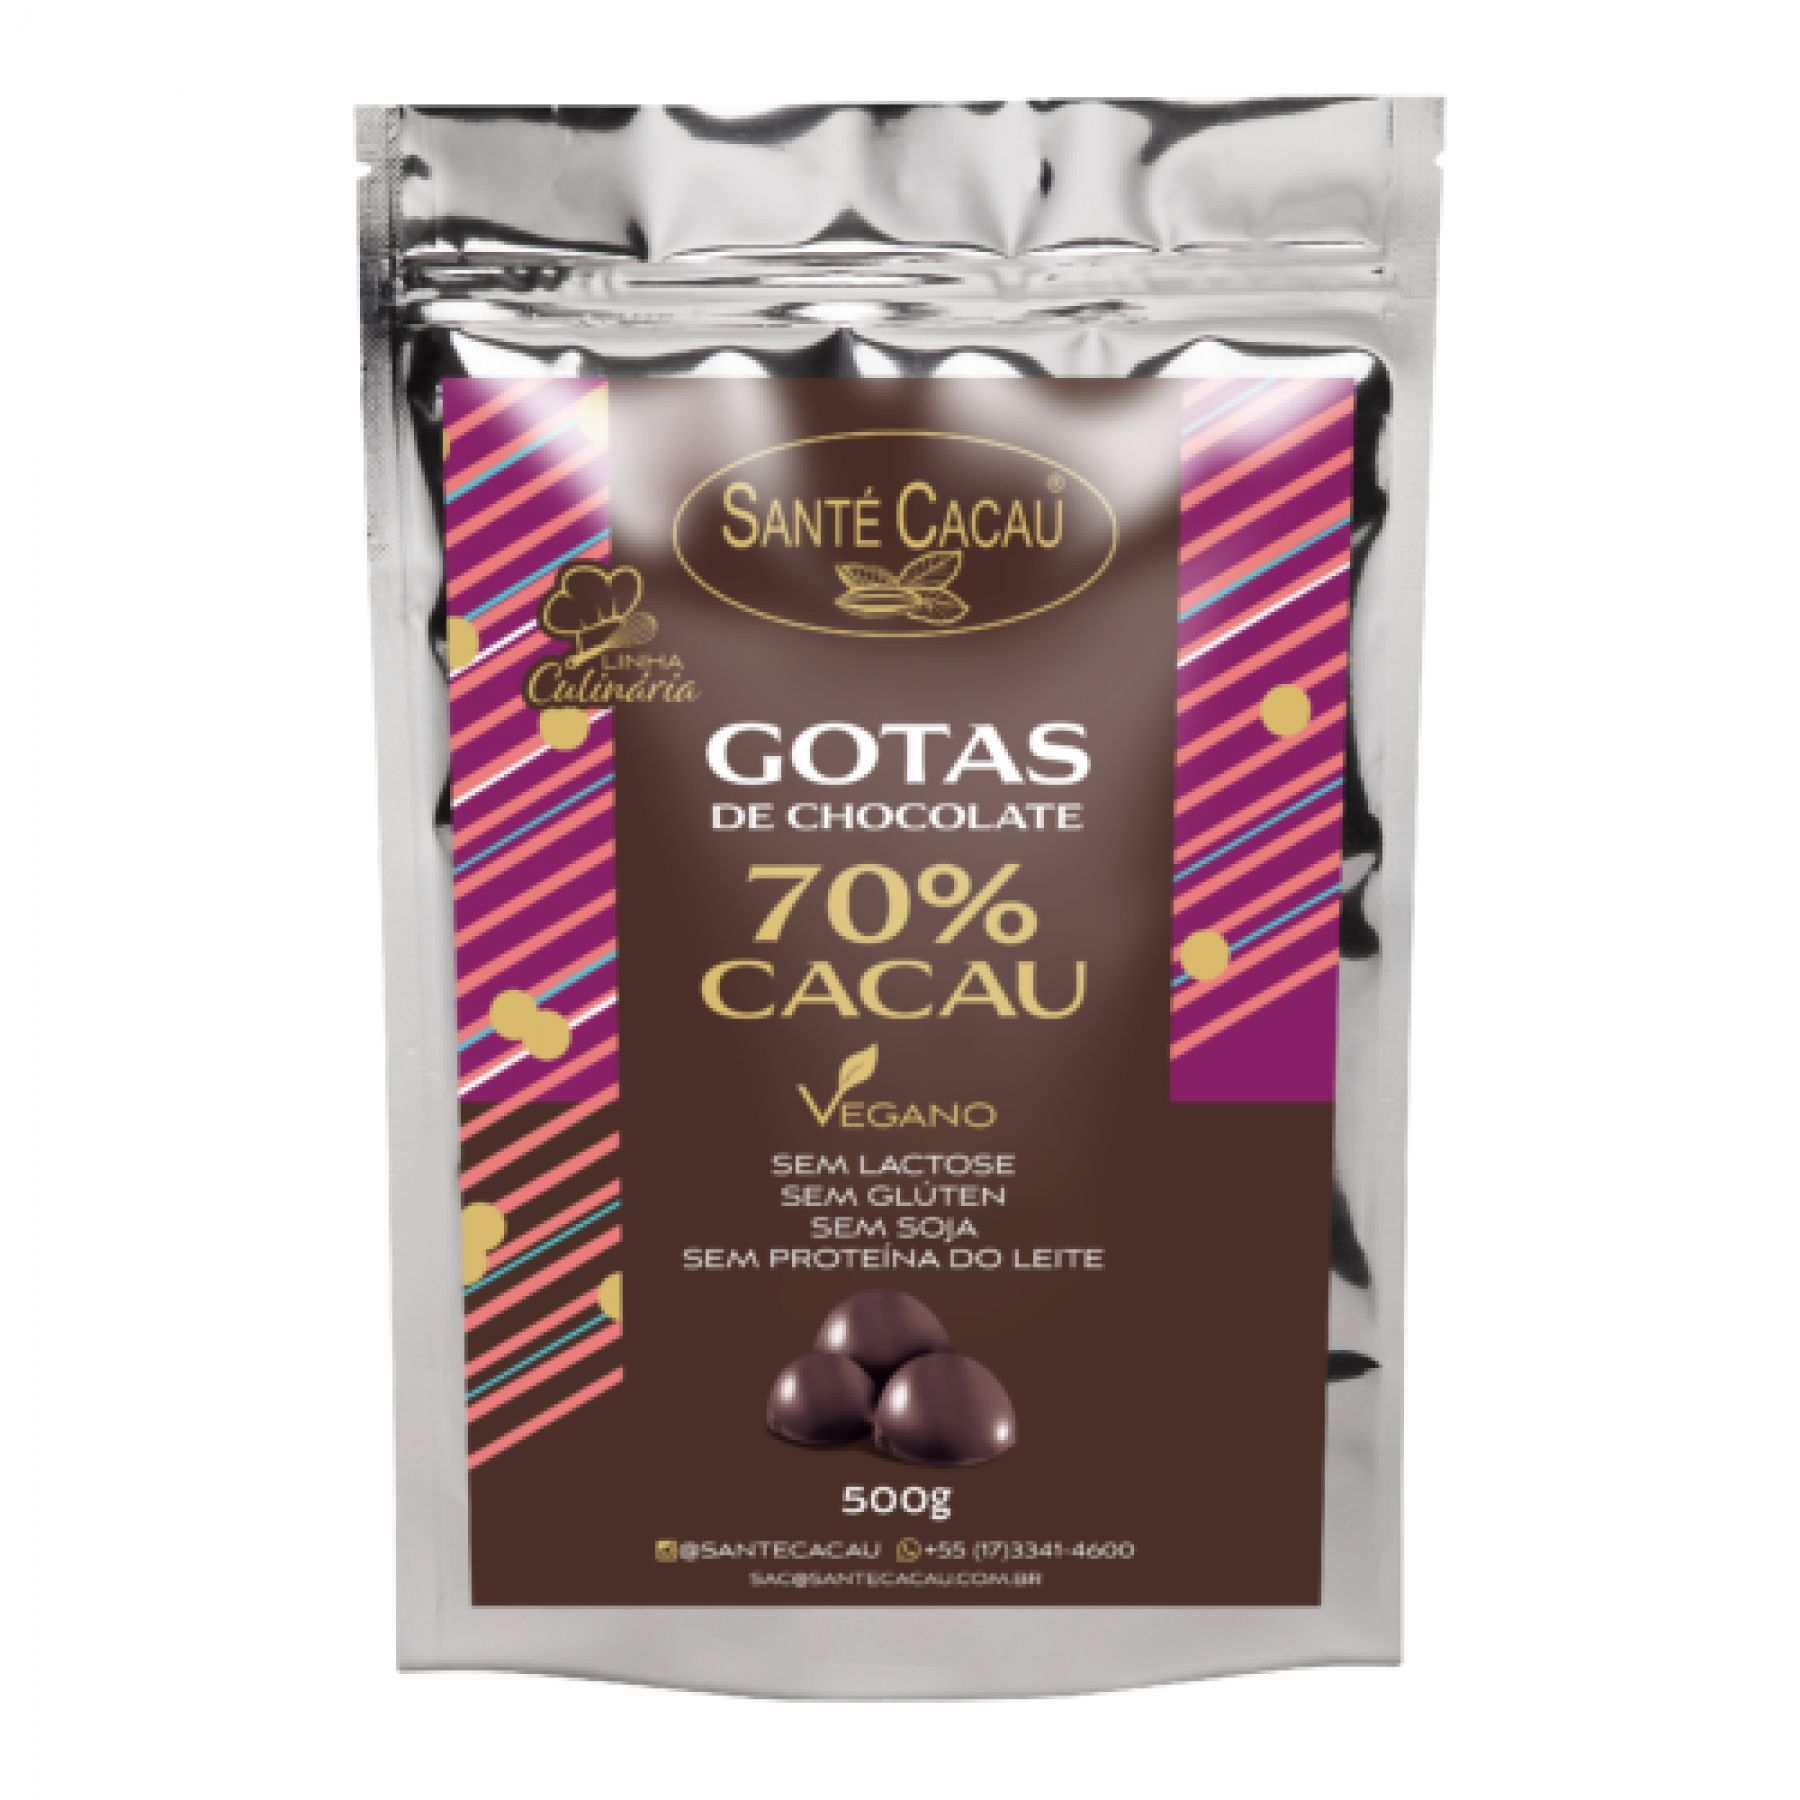 SANTÉ CACAU®
LINHA
Culinária
GOTAS
DE CHOCOLATE
70%
CACAU
VEGANO
SEM LACTOSE
SEM GLÚTEN
SEM SOJA
SEM PROTEÍNA DO LEITE
500g
@SANTECACAU +55 (17)3341-4600
SAC@SANTECACAU.COM.BR